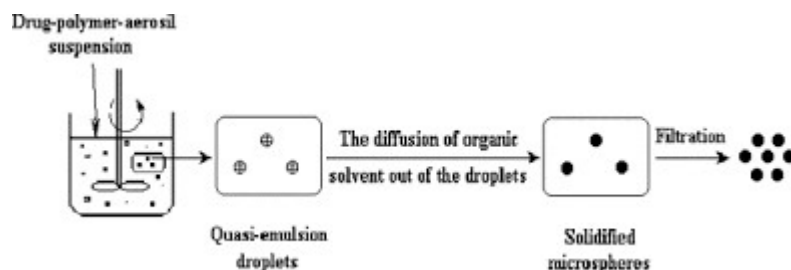 Drug-polymer-aerosil
suspension
The diffusion of organic
solvent out of the droplets
Filtration
Quasi-emulsion
droplets
Solidified
microspheres